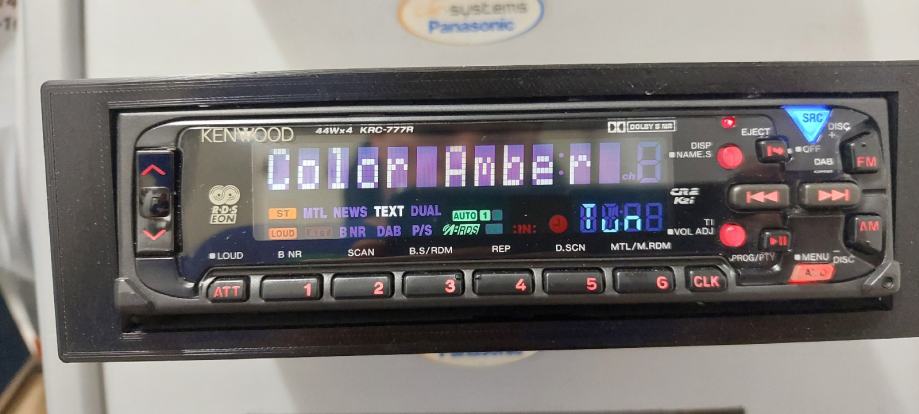 systems
Panasonic
KENWOOD 44Wx4 KRC-777R DOLBY B NR
EJECT SRC DISC
DISP
NAME.S OFF
DAB FM
Color Amber ch
R·D·S
EON
ST MTL NEWS TEXT DUAL AUTO 1
LOUD B NR DAB P/S RDS :IN: Tun
TI
VOL ADJ AM
LOUD B NR SCAN B.S/RDM REP D.SCN MTL/M.RDM PROG/PTY MENU DISC
ATT 1 2 3 4 5 6 CLK